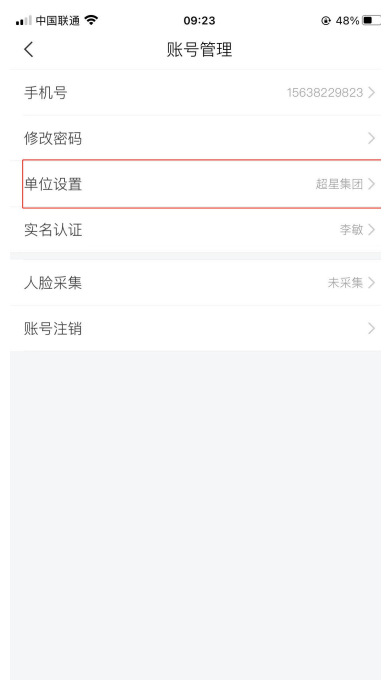 中国联通 09:23 48%
账号管理
手机号 15638229823
修改密码
单位设置 超星集团
实名认证 李敏
人脸采集 未采集
账号注销